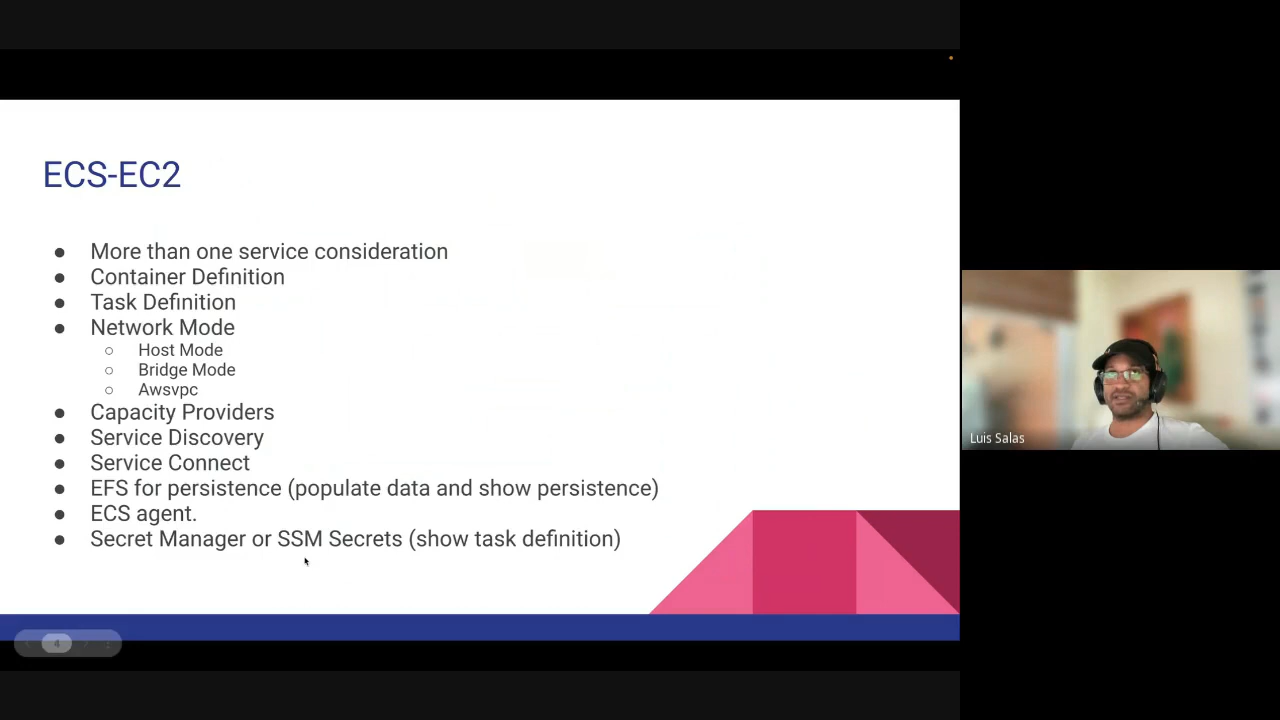 ECS-EC2
● More than one service consideration
● Container Definition
● Task Definition
● Network Mode
○ Host Mode
○ Bridge Mode
○ Awsvpc
● Capacity Providers
● Service Discovery
● Service Connect
● EFS for persistence (populate data and show persistence)
● ECS agent.
● Secret Manager or SSM Secrets (show task definition)
4
Luis Salas